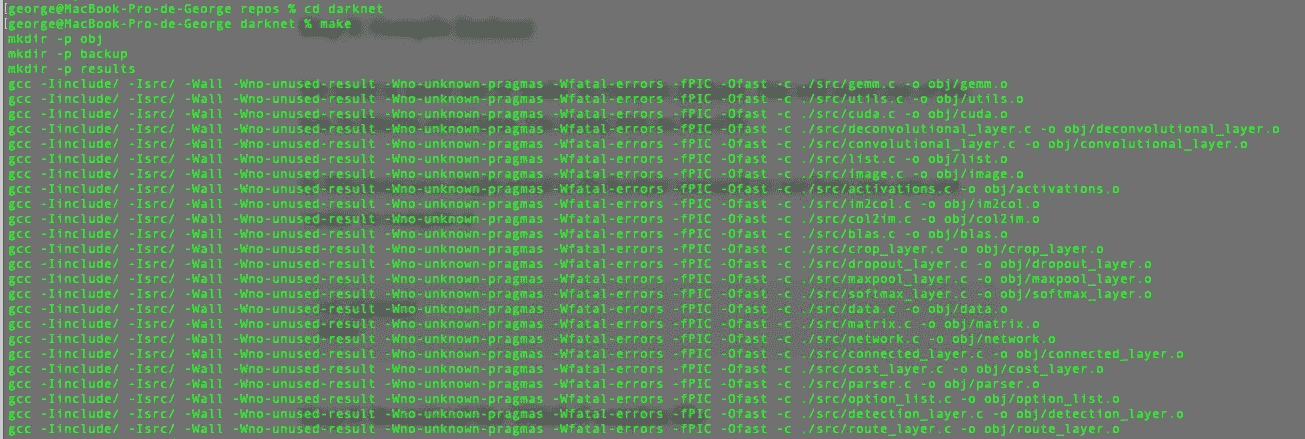 [george@MacBook-Pro-de-George repos % cd darknet
[george@MacBook-Pro-de-George darknet % make
mkdir -p obj
mkdir -p backup
mkdir -p results
gcc -Iinclude/ -Isrc/ -Wall -Wno-unused-result -Wno-unknown-pragmas -Wfatal-errors -fPIC -Ofast -c ./src/gemm.c -o obj/gemm.o
gcc -Iinclude/ -Isrc/ -Wall -Wno-unused-result -Wno-unknown-pragmas -Wfatal-errors -fPIC -Ofast -c ./src/utils.c -o obj/utils.o
gcc -Iinclude/ -Isrc/ -Wall -Wno-unused-result -Wno-unknown-pragmas -Wfatal-errors -fPIC -Ofast -c ./src/cuda.c -o obj/cuda.o
gcc -Iinclude/ -Isrc/ -Wall -Wno-unused-result -Wno-unknown-pragmas -Wfatal-errors -fPIC -Ofast -c ./src/deconvolutional_layer.c -o obj/deconvolutional_layer.o
gcc -Iinclude/ -Isrc/ -Wall -Wno-unused-result -Wno-unknown-pragmas -Wfatal-errors -fPIC -Ofast -c ./src/convolutional_layer.c -o obj/convolutional_layer.o
gcc -Iinclude/ -Isrc/ -Wall -Wno-unused-result -Wno-unknown-pragmas -Wfatal-errors -fPIC -Ofast -c ./src/list.c -o obj/list.o
gcc -Iinclude/ -Isrc/ -Wall -Wno-unused-result -Wno-unknown-pragmas -Wfatal-errors -fPIC -Ofast -c ./src/image.c -o obj/image.o
gcc -Iinclude/ -Isrc/ -Wall -Wno-unused-result -Wno-unknown-pragmas -Wfatal-errors -fPIC -Ofast -c ./src/activations.c -o obj/activations.o
gcc -Iinclude/ -Isrc/ -Wall -Wno-unused-result -Wno-unknown-pragmas -Wfatal-errors -fPIC -Ofast -c ./src/im2col.c -o obj/im2col.o
gcc -Iinclude/ -Isrc/ -Wall -Wno-unused-result -Wno-unknown-pragmas -Wfatal-errors -fPIC -Ofast -c ./src/col2im.c -o obj/col2im.o
gcc -Iinclude/ -Isrc/ -Wall -Wno-unused-result -Wno-unknown-pragmas -Wfatal-errors -fPIC -Ofast -c ./src/blas.c -o obj/blas.o
gcc -Iinclude/ -Isrc/ -Wall -Wno-unused-result -Wno-unknown-pragmas -Wfatal-errors -fPIC -Ofast -c ./src/crop_layer.c -o obj/crop_layer.o
gcc -Iinclude/ -Isrc/ -Wall -Wno-unused-result -Wno-unknown-pragmas -Wfatal-errors -fPIC -Ofast -c ./src/dropout_layer.c -o obj/dropout_layer.o
gcc -Iinclude/ -Isrc/ -Wall -Wno-unused-result -Wno-unknown-pragmas -Wfatal-errors -fPIC -Ofast -c ./src/maxpool_layer.c -o obj/maxpool_layer.o
gcc -Iinclude/ -Isrc/ -Wall -Wno-unused-result -Wno-unknown-pragmas -Wfatal-errors -fPIC -Ofast -c ./src/softmax_layer.c -o obj/softmax_layer.o
gcc -Iinclude/ -Isrc/ -Wall -Wno-unused-result -Wno-unknown-pragmas -Wfatal-errors -fPIC -Ofast -c ./src/data.c -o obj/data.o
gcc -Iinclude/ -Isrc/ -Wall -Wno-unused-result -Wno-unknown-pragmas -Wfatal-errors -fPIC -Ofast -c ./src/matrix.c -o obj/matrix.o
gcc -Iinclude/ -Isrc/ -Wall -Wno-unused-result -Wno-unknown-pragmas -Wfatal-errors -fPIC -Ofast -c ./src/network.c -o obj/network.o
gcc -Iinclude/ -Isrc/ -Wall -Wno-unused-result -Wno-unknown-pragmas -Wfatal-errors -fPIC -Ofast -c ./src/connected_layer.c -o obj/connected_layer.o
gcc -Iinclude/ -Isrc/ -Wall -Wno-unused-result -Wno-unknown-pragmas -Wfatal-errors -fPIC -Ofast -c ./src/cost_layer.c -o obj/cost_layer.o
gcc -Iinclude/ -Isrc/ -Wall -Wno-unused-result -Wno-unknown-pragmas -Wfatal-errors -fPIC -Ofast -c ./src/parser.c -o obj/parser.o
gcc -Iinclude/ -Isrc/ -Wall -Wno-unused-result -Wno-unknown-pragmas -Wfatal-errors -fPIC -Ofast -c ./src/option_list.c -o obj/option_list.o
gcc -Iinclude/ -Isrc/ -Wall -Wno-unused-result -Wno-unknown-pragmas -Wfatal-errors -fPIC -Ofast -c ./src/detection_layer.c -o obj/detection_layer.o
gcc -Iinclude/ -Isrc/ -Wall -Wno-unused-result -Wno-unknown-pragmas -Wfatal-errors -fPIC -Ofast -c ./src/route_layer.c -o obj/route_layer.o